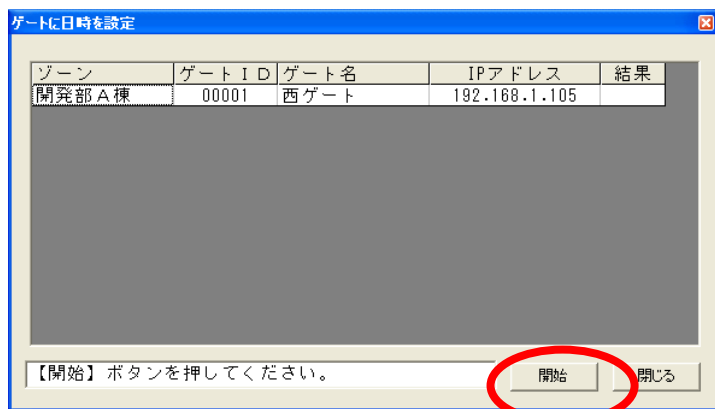 ゲートに日時を設定
ゾーン ゲートＩＤ ゲート名 IPアドレス 結果
開発部Ａ棟 00001 西ゲート 192.168.1.105
【開始】ボタンを押してください。 開始 閉じる